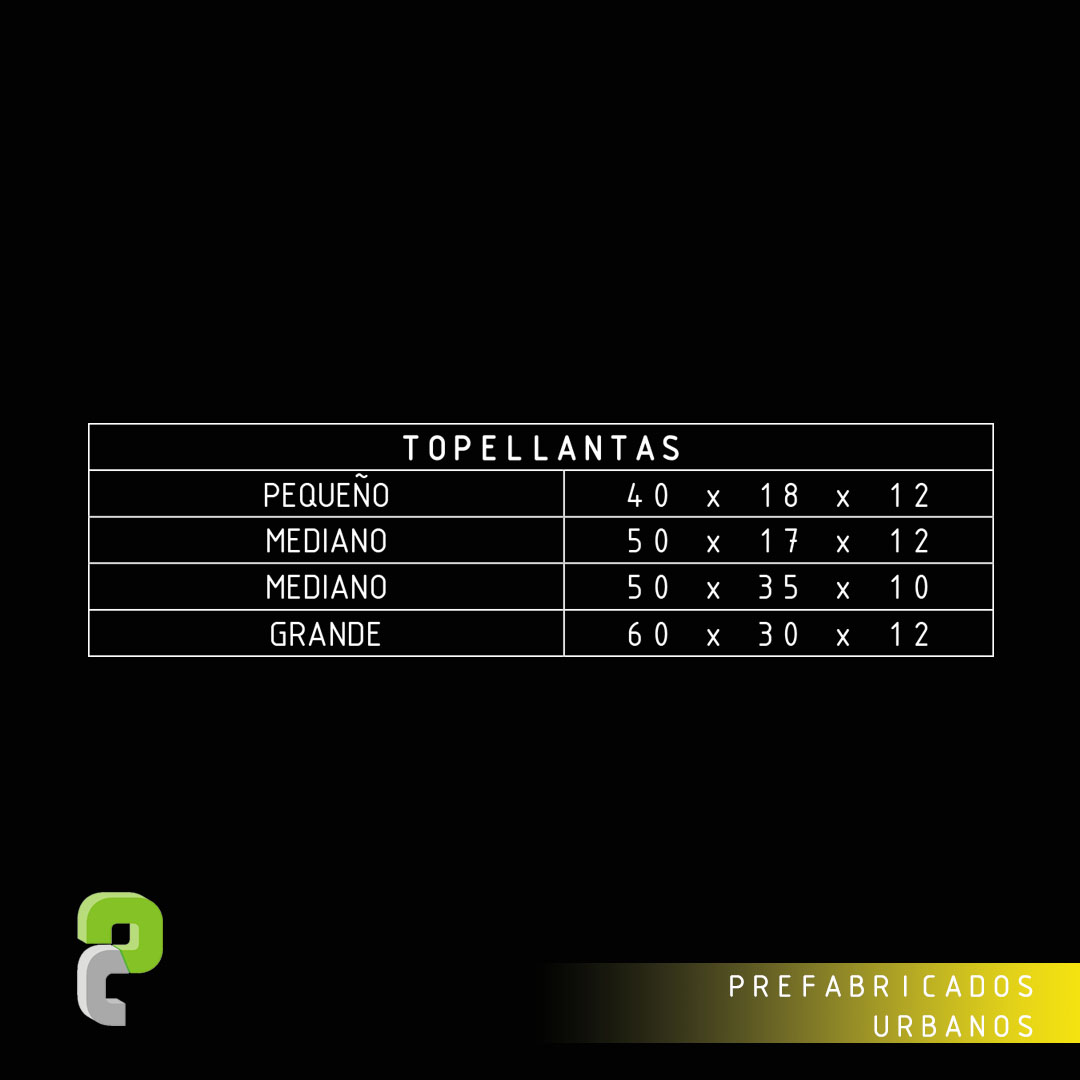 TOPELLANTAS
PEQUEÑO 40 x 18 x 12
MEDIANO 50 x 17 x 12
MEDIANO 50 x 35 x 10
GRANDE 60 x 30 x 12
PREFABRICADOS
URBANOS